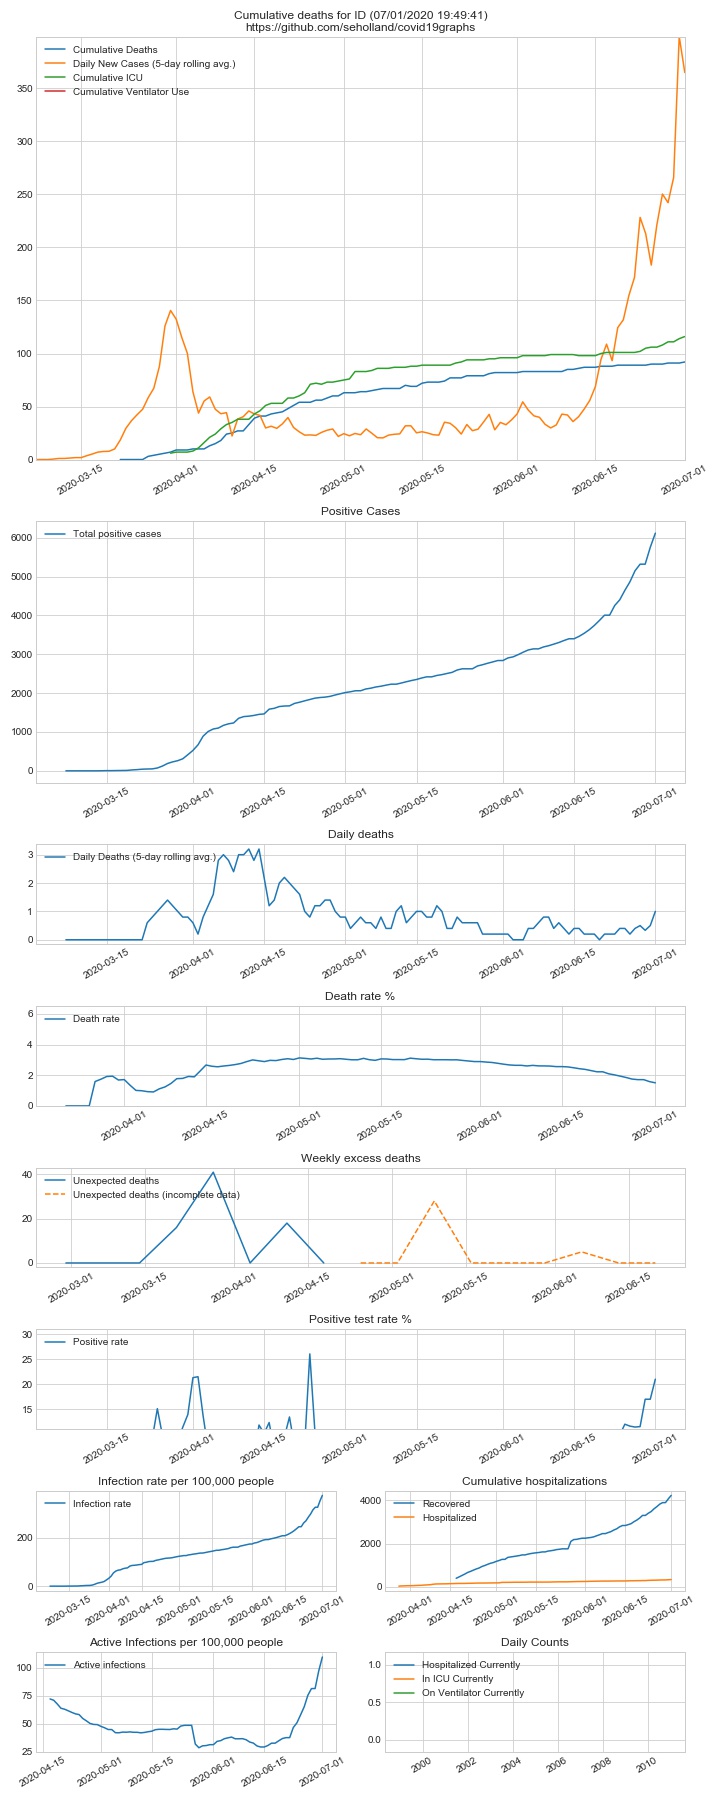 Cumulative deaths for ID (07/01/2020 19:49:41)
https://github.com/seholland/covid19graphs
Cumulative Deaths
Daily New Cases (5-day rolling avg.)
Cumulative ICU
Cumulative Ventilator Use
350
300
250
200
150
100
50
0
2020-03-15 2020-04-01 2020-04-15 2020-05-01 2020-05-15 2020-06-01 2020-06-15 2020-07-01
Positive Cases
Total positive cases
6000
5000
4000
3000
2000
1000
0
2020-03-15 2020-04-01 2020-04-15 2020-05-01 2020-05-15 2020-06-01 2020-06-15 2020-07-01
Daily deaths
Daily Deaths (5-day rolling avg.)
3
2
1
0
2020-03-15 2020-04-01 2020-04-15 2020-05-01 2020-05-15 2020-06-01 2020-06-15 2020-07-01
Death rate %
Death rate
6
4
2
0
2020-04-01 2020-04-15 2020-05-01 2020-05-15 2020-06-01 2020-06-15 2020-07-01
Weekly excess deaths
Unexpected deaths
Unexpected deaths (incomplete data)
40
20
0
2020-03-01 2020-03-15 2020-04-01 2020-04-15 2020-05-01 2020-05-15 2020-06-01 2020-06-15
Positive test rate %
Positive rate
30
25
20
15
2020-03-15 2020-04-01 2020-04-15 2020-05-01 2020-05-15 2020-06-01 2020-06-15 2020-07-01
Infection rate per 100,000 people
Infection rate
200
0
2020-03-15 2020-04-01 2020-04-15 2020-05-01 2020-05-15 2020-06-01 2020-06-15 2020-07-01
Cumulative hospitalizations
Recovered
Hospitalized
4000
2000
0
2020-04-01 2020-04-15 2020-05-01 2020-05-15 2020-06-01 2020-06-15 2020-07-01
Active Infections per 100,000 people
Active infections
100
75
50
25
2020-04-15 2020-05-01 2020-05-15 2020-06-01 2020-06-15 2020-07-01
Daily Counts
Hospitalized Currently
In ICU Currently
On Ventilator Currently
1.0
0.5
0.0
2000 2002 2004 2006 2008 2010